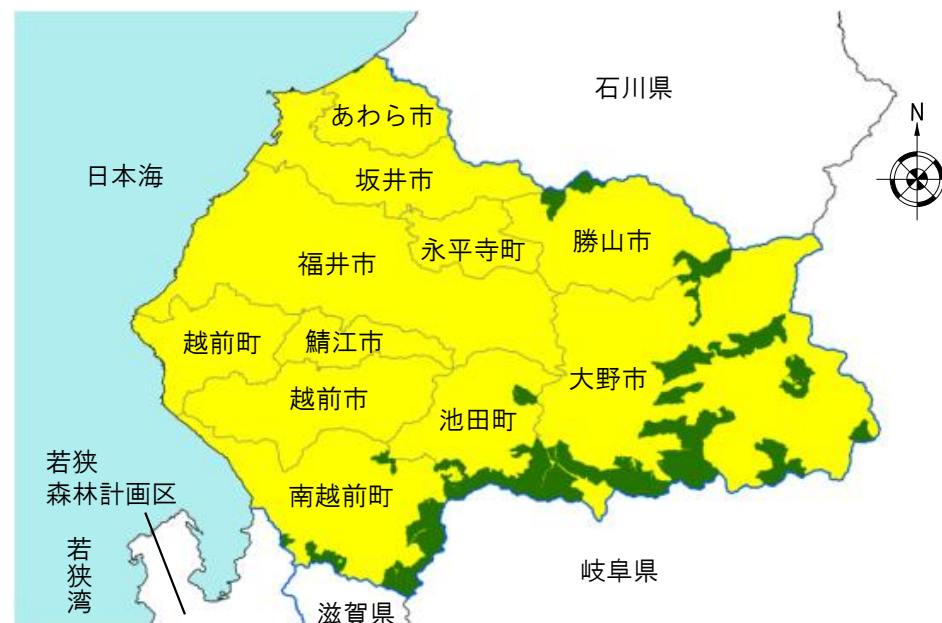 石川県
N
あわら市
日本海
坂井市
勝山市
永平寺町
福井市
越前町
鯖江市
大野市
越前市
池田町
若狭
森林計画区
南越前町
若狭湾
岐阜県
滋賀県